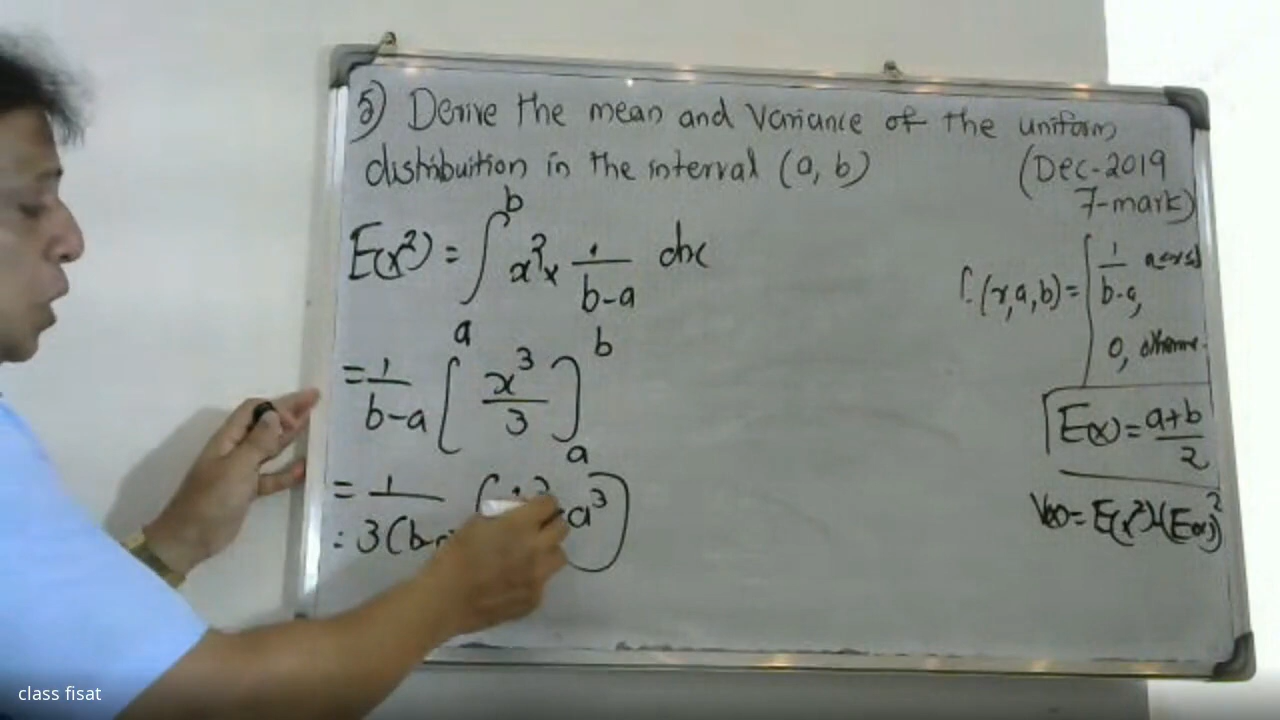 5) Derive the mean and variance of the uniform
distribuition in the interval (a, b)
(Dec-2019
7-mark)
E(x²) = ∫ₐᵇ x² × 1/(b-a) dx
f(x,a,b) = { 1/(b-a), a<x<b
0, otherwise.
= 1/(b-a) [x³/3]ₐᵇ
E(x) = (a+b)/2
= 1/3(b-a) a³)
V(x) = E(x²)-(E(x))²
class fisat